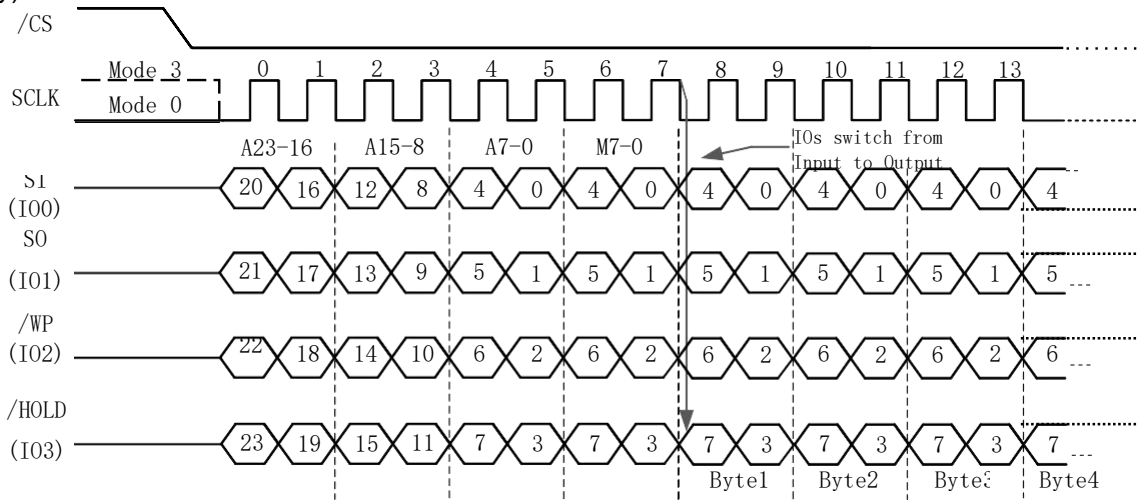 /CS
Mode 3
0 1 2 3 4 5 6 7 8 9 10 11 12 13
SCLK
Mode 0
A23-16 A15-8 A7-0 M7-0
IOs switch from
Input to Output
SI
(IO0)
20 16 12 8 4 0 4 0 4 0 4 0 4 0 4
SO
(IO1)
21 17 13 9 5 1 5 1 5 1 5 1 5 1 5
/WP
(IO2)
22 18 14 10 6 2 6 2 6 2 6 2 6 2 6
/HOLD
(IO3)
23 19 15 11 7 3 7 3 7 3 7 3 7 3 7
Byte1 Byte2 Byte3 Byte4